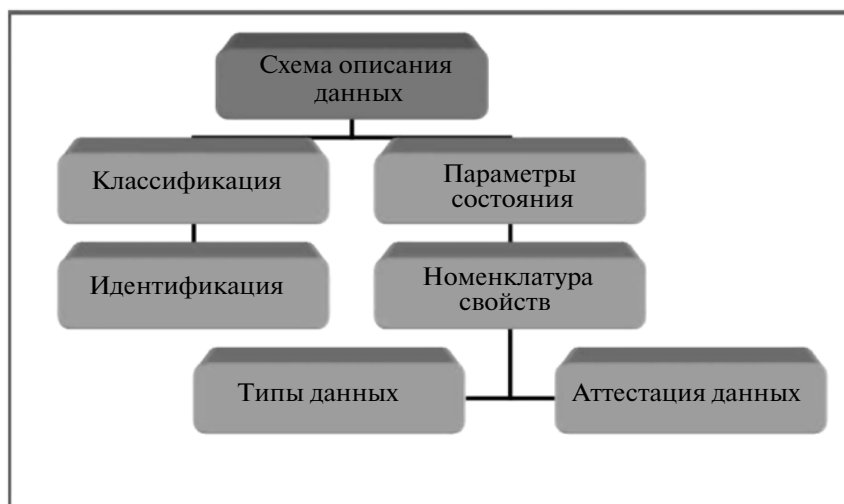 Схема описания
данных
Классификация
Параметры
состояния
Идентификация
Номенклатура
свойств
Типы данных
Аттестация данных